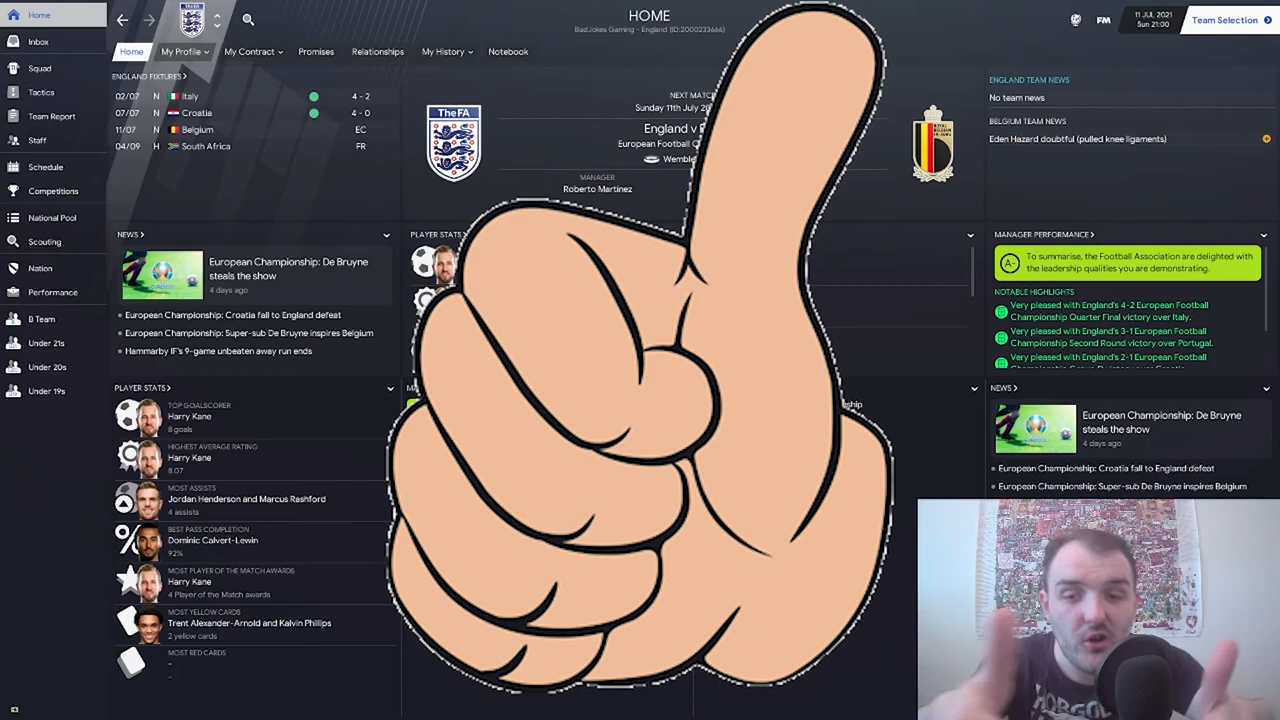 Home
Inbox
Squad
Tactics
Team Report
Staff
Schedule
Competitions
National Pool
Scouting
Nation
Performance
B Team
Under 21s
Under 20s
Under 19s
TheFA
HOME
BadJokes Gaming - England (ID:2000233666)
FM
11 JUL 2021
Sun 21:00
Team Selection
Home
My Profile
My Contract
Promises
Relationships
My History
Notebook
ENGLAND FIXTURES
02/07 N Italy 4 - 2
07/07 N Croatia 4 - 0
11/07 N Belgium EC
04/09 H South Africa FR
TheFA
NEXT MATC
Sunday 11th July 20
England v
European Football C
Wemble
MANAGER
Roberto Martínez
ENGLAND TEAM NEWS
No team news
BELGIUM TEAM NEWS
Eden Hazard doubtful (pulled knee ligaments)
NEWS
European Championship: De Bruyne
steals the show
4 days ago
European Championship: Croatia fall to England defeat
European Championship: Super-sub De Bruyne inspires Belgium
Hammarby IF's 9-game unbeaten away run ends
PLAYER STATS
MANAGER PERFORMANCE
A-
To summarise, the Football Association are delighted with
the leadership qualities you are demonstrating.
NOTABLE HIGHLIGHTS
Very pleased with England's 4-2 European Football
Championship Quarter Final victory over Italy.
Very pleased with England's 3-1 European Football
Championship Second Round victory over Portugal.
Very pleased with England's 2-1 European Football
PLAYER STATS
TOP GOALSCORER
Harry Kane
8 goals
HIGHEST AVERAGE RATING
Harry Kane
8.07
MOST ASSISTS
Jordan Henderson and Marcus Rashford
4 assists
BEST PASS COMPLETION
Dominic Calvert-Lewin
92%
MOST PLAYER OF THE MATCH AWARDS
Harry Kane
4 Player of the Match awards
MOST YELLOW CARDS
Trent Alexander-Arnold and Kalvin Phillips
2 yellow cards
MOST RED CARDS
-
-
NEWS
European Championship: De Bruyne
steals the show
4 days ago
European Championship: Croatia fall to England defeat
European Championship: Super-sub De Bruyne inspires Belgium